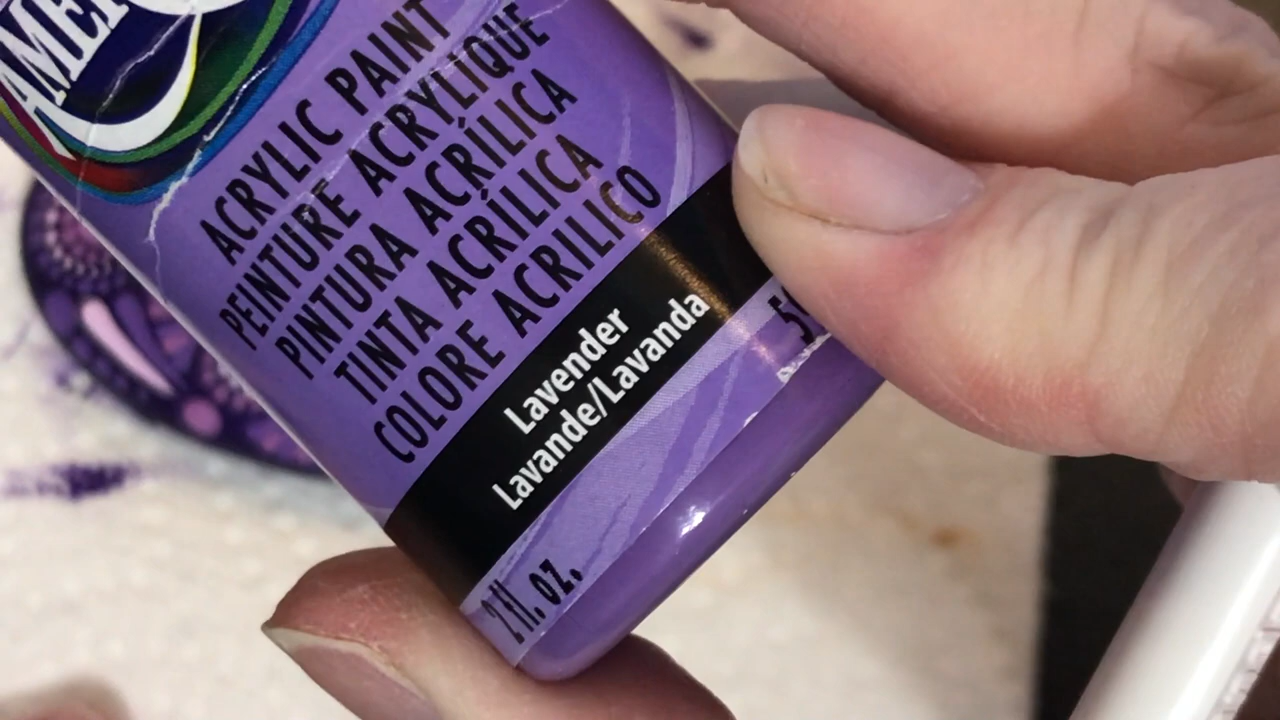 ACRYLIC PAINT
PEINTURE ACRYLIQUE
PINTURA ACRÍLICA
TINTA ACRÍLICA
COLORE ACRILICO
Lavender
Lavande/Lavanda
2 fl. oz.